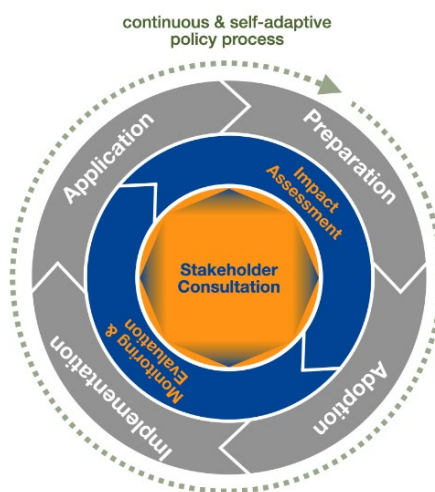 continuous & self-adaptive
policy process
Application
Preparation
Impact
Assessment
Stakeholder
Consultation
Monitoring &
Evaluation
Implementation
Adoption